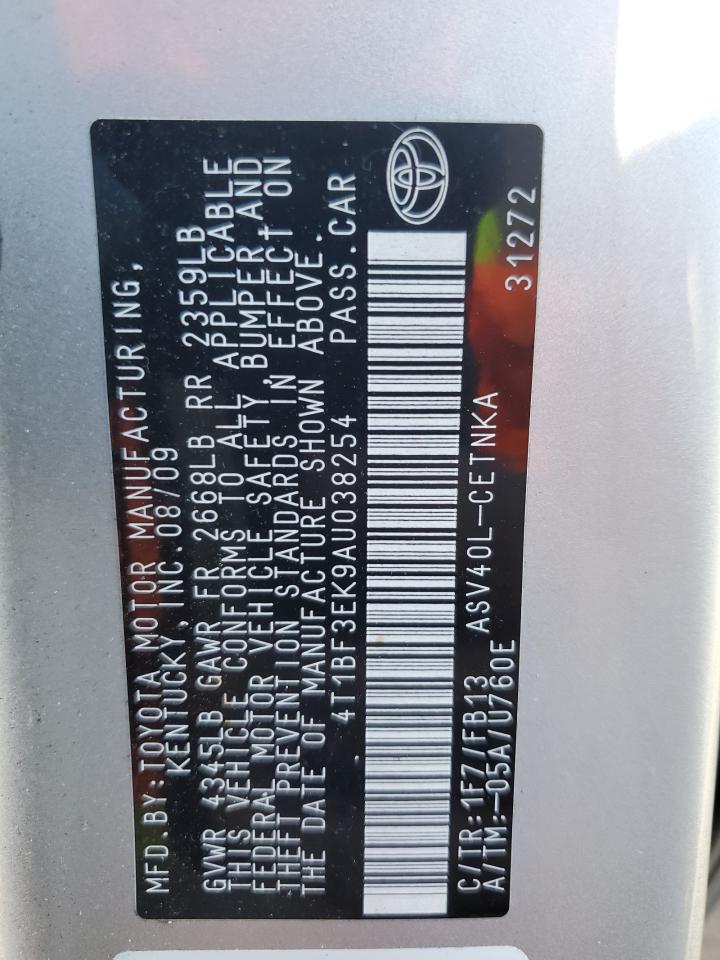 MFD.BY:TOYOTA MOTOR MANUFACTURING,
KENTUCKY, INC.08/09
GVWR 4345LB GAWR FR 2668LB RR 2359LB
THIS VEHICLE CONFORMS TO ALL APPLICABLE
FEDERAL MOTOR VEHICLE SAFETY,BUMPER,AND
THEFT PREVENTION STANDARDS IN EFFECT ON
THE DATE OF MANUFACTURE SHOWN ABOVE.
4T1BF3EK9AU038254 PASS.CAR
C/TR:1F7/FB13 ASV40L-CETNKA
A/TM:-05A/U760E 31272